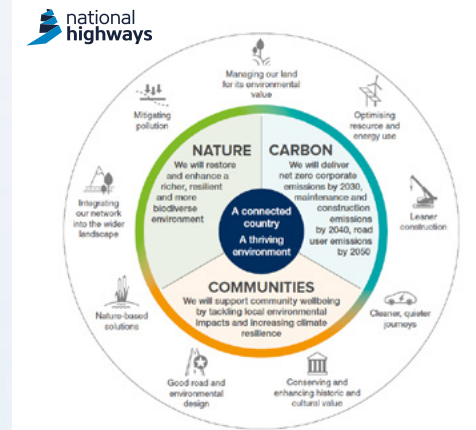 national
highways
Managing our land
for its environmental
value
Optimising
resource and
energy use
Leaner
construction
Cleaner, quieter
journeys
Conserving and
enhancing historic and
cultural value
Good road and
environmental
design
Nature-based
solutions
Integrating
our network
into the wider
landscape
Mitigating
pollution
NATURE
We will restore
and enhance a
richer, resilient
and more
biodiverse
environment
CARBON
We will deliver
net zero corporate
emissions by 2030,
maintenance and
construction
emissions
by 2040, road
user emissions
by 2050
A connected
country
A thriving
environment
COMMUNITIES
We will support community wellbeing
by tackling local environmental
impacts and increasing climate
resilience